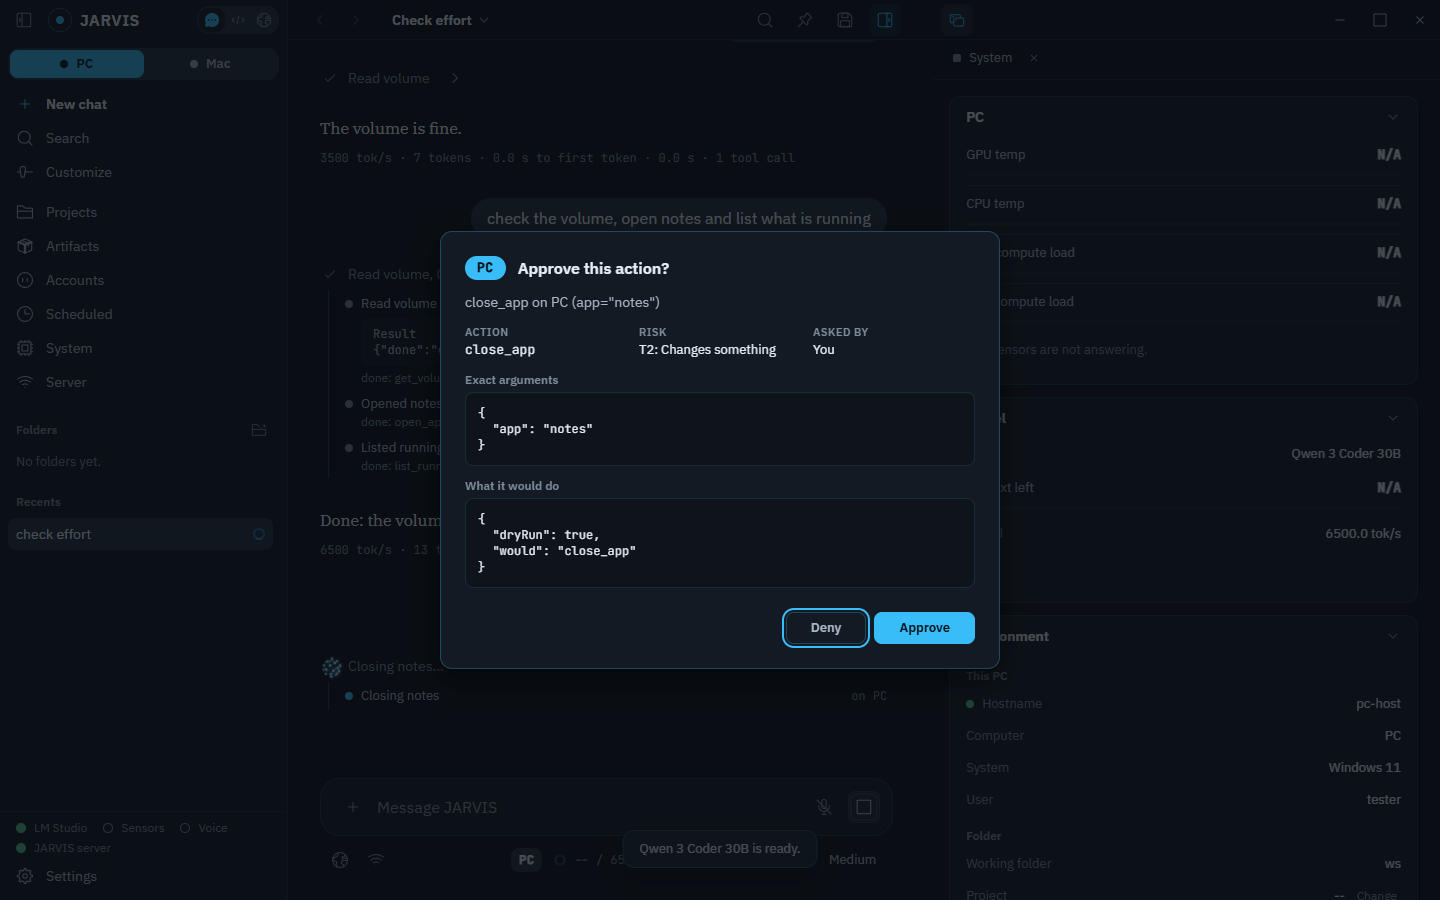 JARVIS
PC
Mac
New chat
Search
Customize
Projects
Artifacts
Accounts
Scheduled
System
Server
Folders
No folders yet.
Recents
check effort
LM Studio
Sensors
Voice
JARVIS server
Settings
Check effort
Read volume
The volume is fine.
3500 tok/s · 7 tokens · 0.0 s to first token · 0.0 s · 1 tool call
check the volume, open notes and list what is running
Read volume,
Read volume
Result
{"done":"
done: get_volu
Opened notes
done: open_ap
Listed running
done: list_runn
Done: the volum
6500 tok/s · 13 t
Closing notes...
Closing notes
on PC
Message JARVIS
PC
-- / 65
Medium
Qwen 3 Coder 30B is ready.
PC
Approve this action?
close_app on PC (app="notes")
ACTION
RISK
ASKED BY
close_app
T2: Changes something
You
Exact arguments
{
"app": "notes"
}
What it would do
{
"dryRun": true,
"would": "close_app"
}
Deny
Approve
System
PC
GPU temp
N/A
CPU temp
N/A
ompute load
N/A
ompute load
N/A
ensors are not answering.
el
Qwen 3 Coder 30B
xt left
N/A
6500.0 tok/s
onment
This PC
Hostname
pc-host
Computer
PC
System
Windows 11
User
tester
Folder
Working folder
ws
Project
-- Change